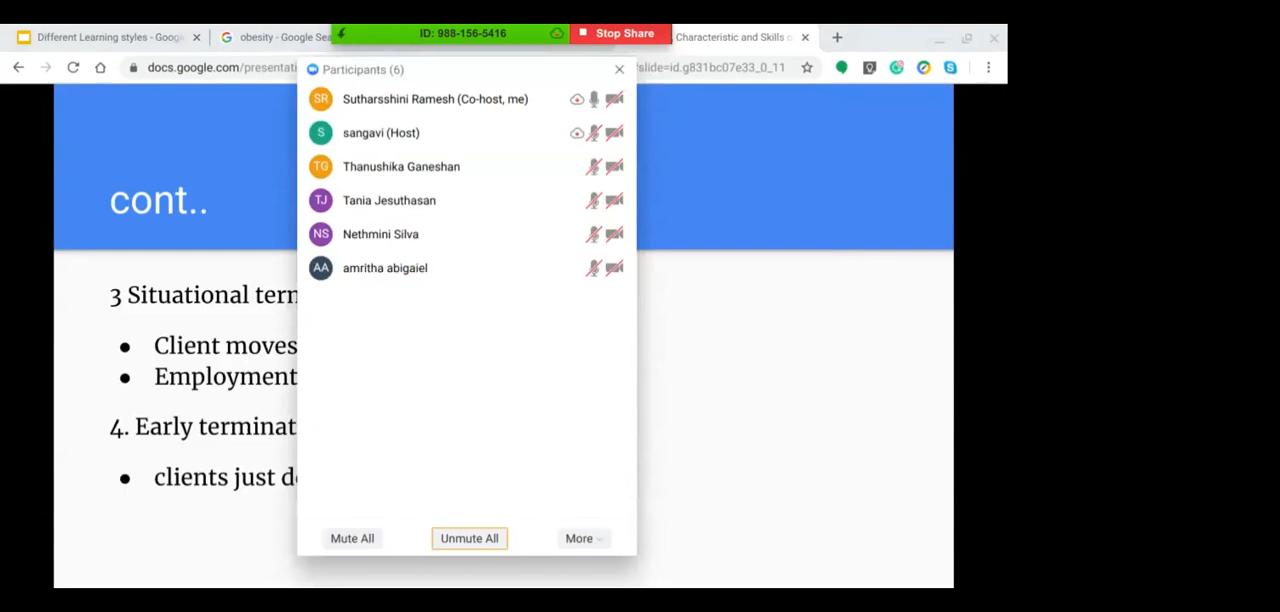 Different Learning styles - Goog
obesity - Google Sea
ID: 988-156-5416
Stop Share
Characteristic and Skills o
docs.google.com/presentati
slide=id.g831bc07e33_0_11
Participants (6)
SR Sutharsshini Ramesh (Co-host, me)
S sangavi (Host)
TG Thanushika Ganeshan
TJ Tania Jesuthasan
NS Nethmini Silva
AA amritha abigaiel
Mute All Unmute All More
cont..
3 Situational term
● Client moves
● Employment
4. Early terminat
● clients just d